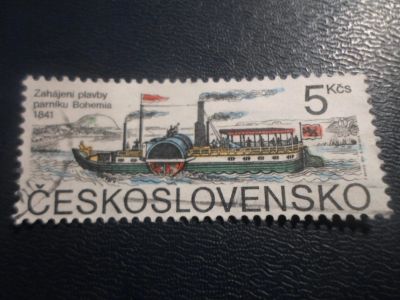 Zahájení plavby
parníku Bohemia
1841
5 Kčs
ČESKOSLOVENSKO